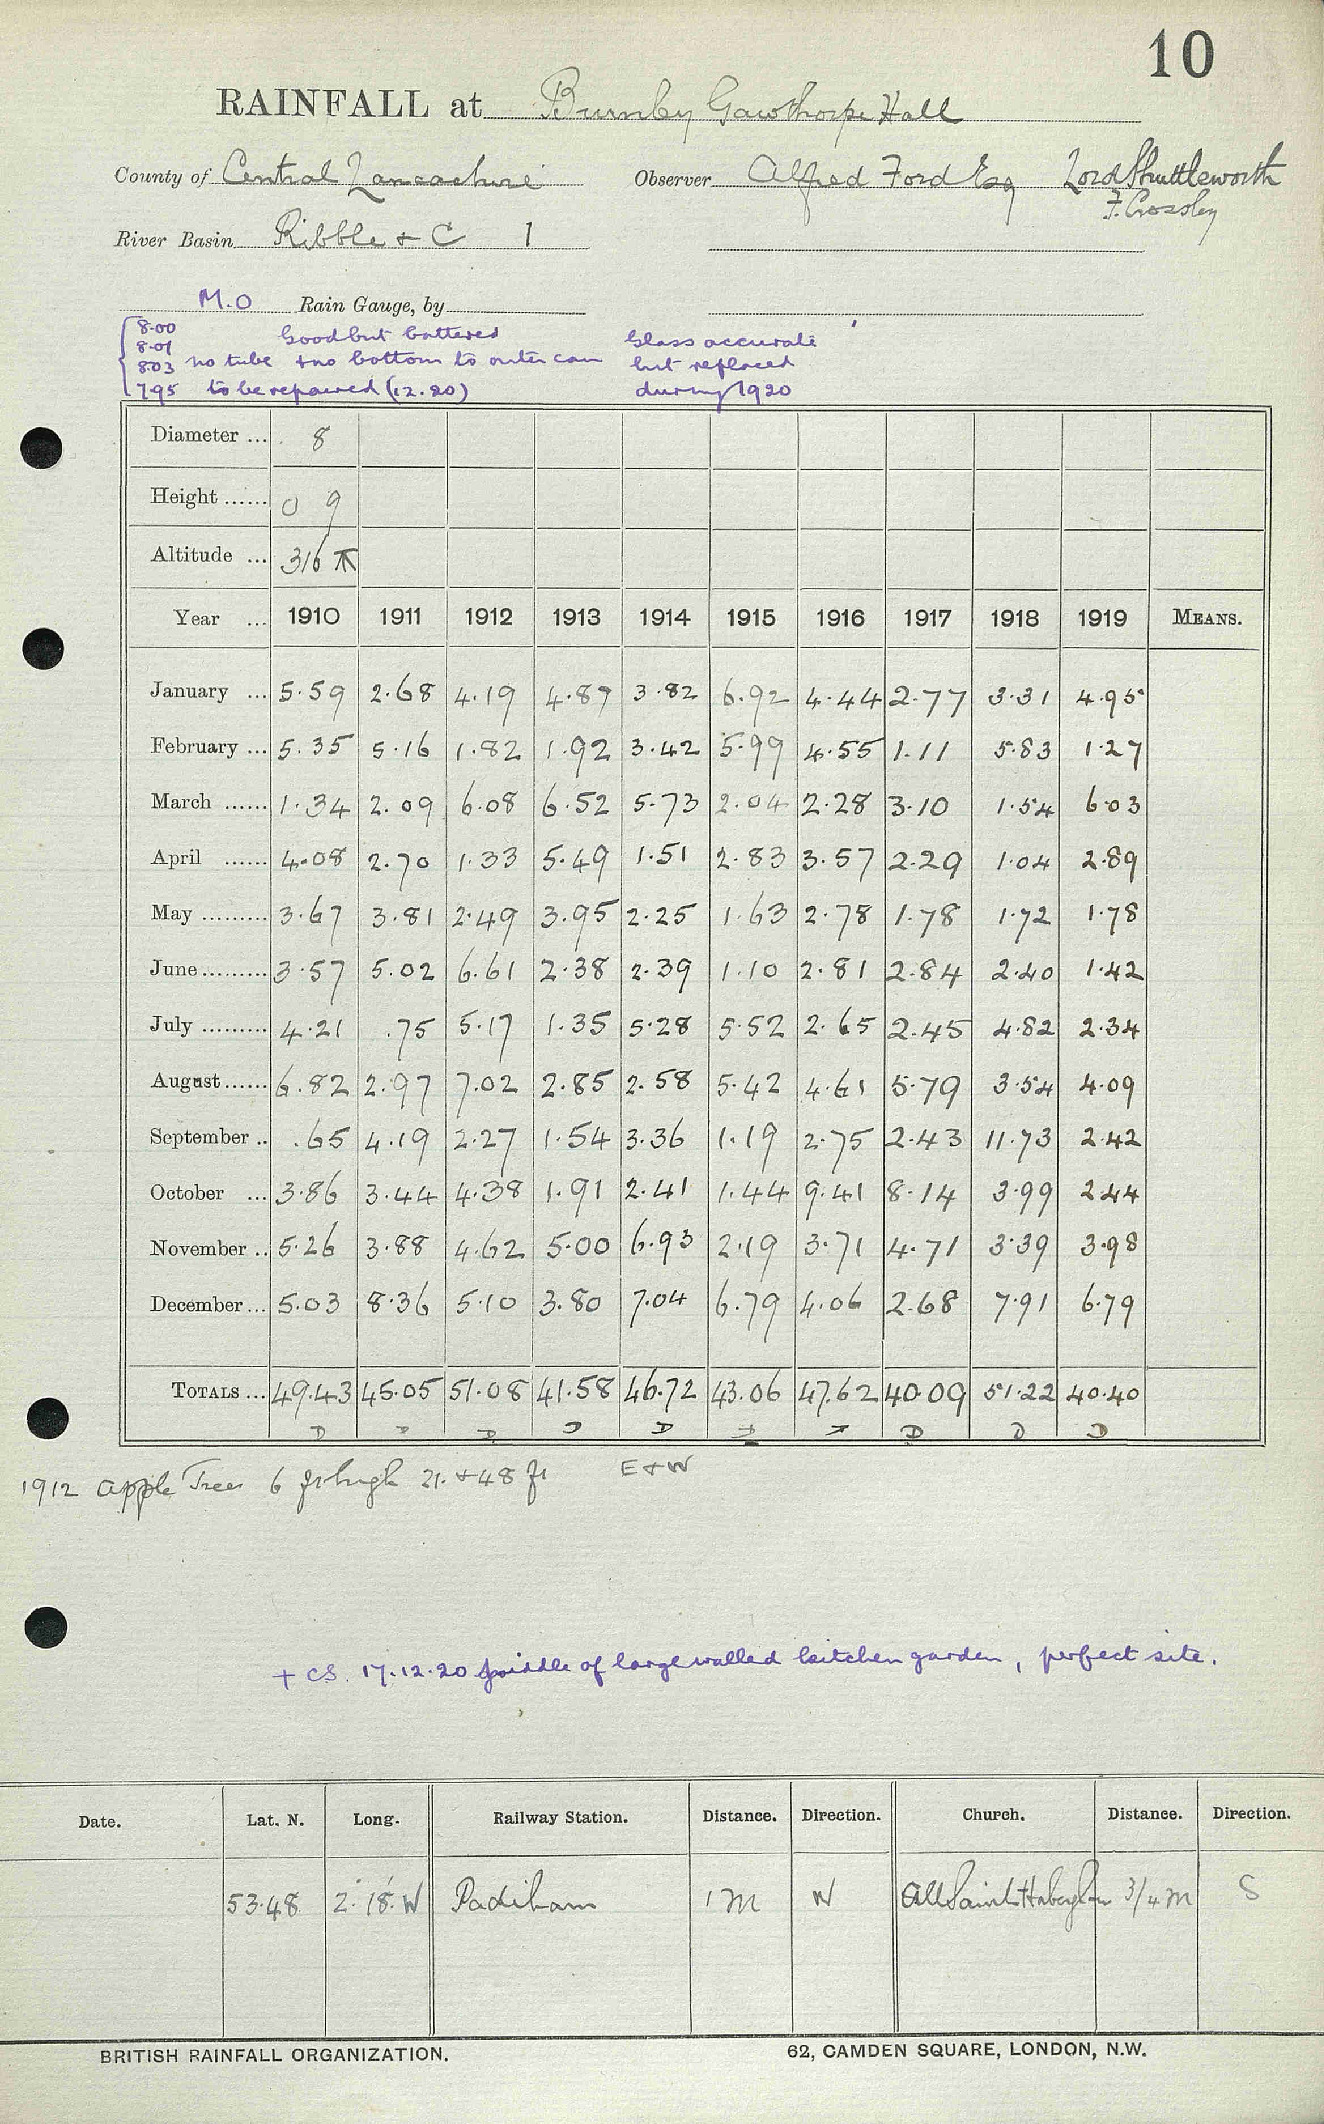 10
RAINFALL at Burnley Gawthorpe Hall
County of Central Lancashire Observer Alfred Ford Esq Lord Shuttleworth
F. Crossley
River Basin Ribble + C 1
M.O Rain Gauge, by
8.00 Good but battered Glass accurate
8.01
8.03 no tube + no bottom to outer can but replaced
7.95 to be repaired (12.20) during 1920
Diameter ... 8
Height ...... 0 9
Altitude ... 316
Year ... 1910 1911 1912 1913 1914 1915 1916 1917 1918 1919 MEANS.
January ... 5.59 2.68 4.19 4.87 3.82 6.92 4.44 2.77 3.31 4.95
February ... 5.35 5.16 1.82 1.92 3.42 5.99 4.55 1.11 5.83 1.27
March ...... 1.34 2.09 6.08 6.52 5.73 2.04 2.28 3.10 1.54 6.03
April ...... 4.08 2.70 1.33 5.49 1.51 2.83 3.57 2.29 1.04 2.89
May ......... 3.67 3.81 2.49 3.95 2.25 1.63 2.78 1.78 1.72 1.78
June ......... 3.57 5.02 6.61 2.38 2.39 1.10 2.81 2.84 2.40 1.42
July ......... 4.21 .75 5.17 1.35 5.28 5.52 2.65 2.45 4.82 2.34
August ...... 6.82 2.97 7.02 2.85 2.58 5.42 4.61 5.79 3.54 4.09
September .. .65 4.19 2.27 1.54 3.36 1.19 2.75 2.43 11.73 2.42
October ... 3.86 3.44 4.38 1.91 2.41 1.44 9.41 8.14 3.99 2.44
November .. 5.26 3.88 4.62 5.00 6.93 2.19 3.71 4.71 3.39 3.98
December ... 5.03 8.36 5.10 3.80 7.04 6.79 4.06 2.68 7.91 6.79
TOTALS ... 49.43 45.05 51.08 41.58 46.72 43.06 47.62 40.09 51.22 40.40
D D D D D D D D
1912 Apple Trees 6 ft high 21. + 48 ft E + W
+ CS. 17.12.20 middle of large walled kitchen garden, perfect site.
Date. Lat. N. Long. Railway Station. Distance. Direction. Church. Distance. Direction.
53.48 2.18.W Padiham 1 m W All Saints 3/4 m S
BRITISH RAINFALL ORGANIZATION. 62, CAMDEN SQUARE, LONDON, N.W.